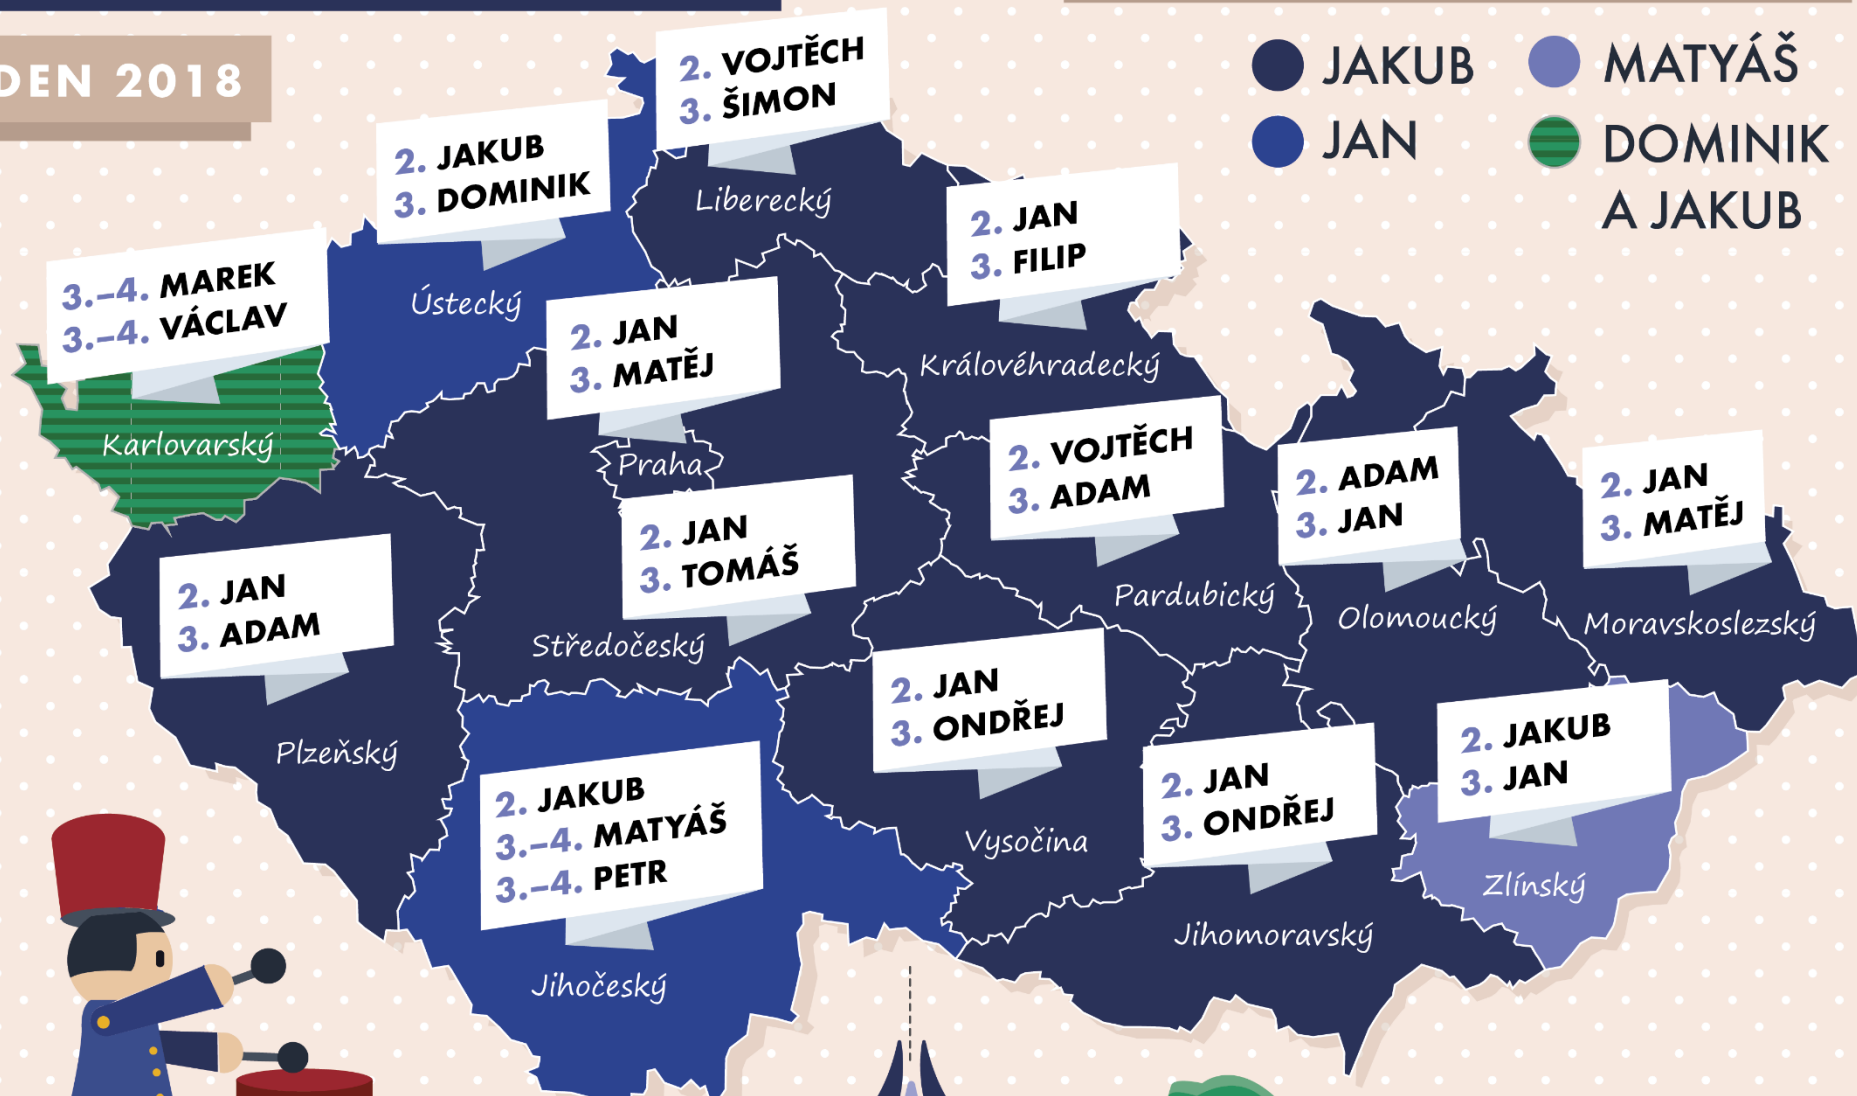 DEN 2018
JAKUB
JAN
MATYÁŠ
DOMINIK
A JAKUB
2. VOJTĚCH
3. ŠIMON
Liberecký
2. JAKUB
3. DOMINIK
Ústecký
3.–4. MAREK
3.–4. VÁCLAV
Karlovarský
2. JAN
3. FILIP
Královéhradecký
2. JAN
3. MATĚJ
Praha
2. JAN
3. TOMÁŠ
Středočeský
2. VOJTĚCH
3. ADAM
Pardubický
2. ADAM
3. JAN
Olomoucký
2. JAN
3. MATĚJ
Moravskoslezský
2. JAN
3. ADAM
Plzeňský
2. JAKUB
3.–4. MATYÁŠ
3.–4. PETR
Jihočeský
2. JAN
3. ONDŘEJ
Vysočina
2. JAN
3. ONDŘEJ
Jihomoravský
2. JAKUB
3. JAN
Zlínský